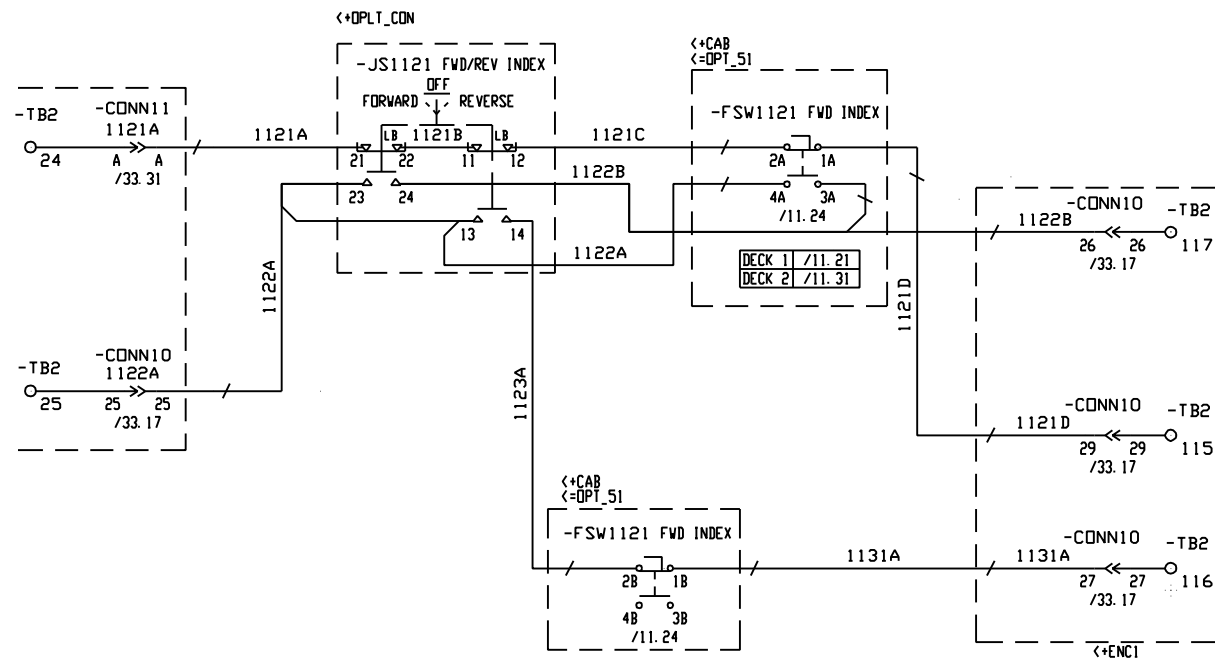 <+OPLT_CON
-JS1121 FWD/REV INDEX
OFF
FORWARD REVERSE
<+CAB
<=OPT_51
-FSW1121 FWD INDEX
-TB2
-CONN11
1121A
24
A A
/33.31
1121A
LB 1121B LB
21 22 11 12
1121C
2A 1A
1122B
23 24
4A 3A
/11.24
13 14
1122A
DECK 1 /11.21
DECK 2 /11.31
1122A
1121D
1122B
-CONN10
-TB2
26 26
117
/33.17
-TB2
-CONN10
1122A
25
25 25
/33.17
1123A
1121D
-CONN10
-TB2
29 29
115
/33.17
<+CAB
<=OPT_51
-FSW1121 FWD INDEX
2B 1B
4B 3B
/11.24
1131A
1131A
-CONN10
-TB2
27 27
116
/33.17
<+ENC1